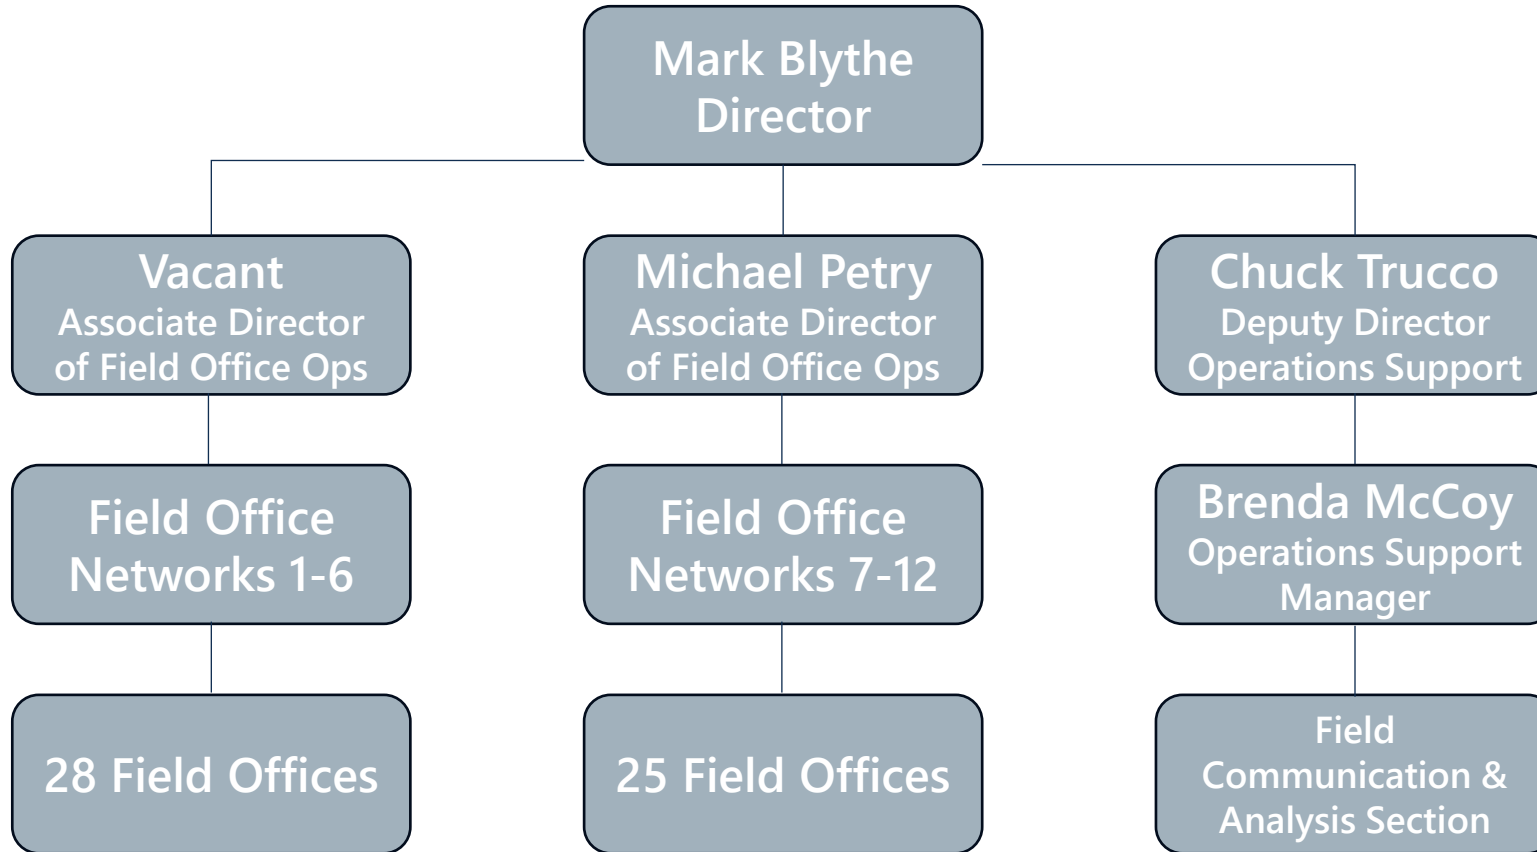 Mark Blythe
Director
Vacant
Associate Director
of Field Office Ops
Michael Petry
Associate Director
of Field Office Ops
Chuck Trucco
Deputy Director
Operations Support
Field Office
Networks 1-6
Field Office
Networks 7-12
Brenda McCoy
Operations Support
Manager
28 Field Offices
25 Field Offices
Field
Communication &
Analysis Section